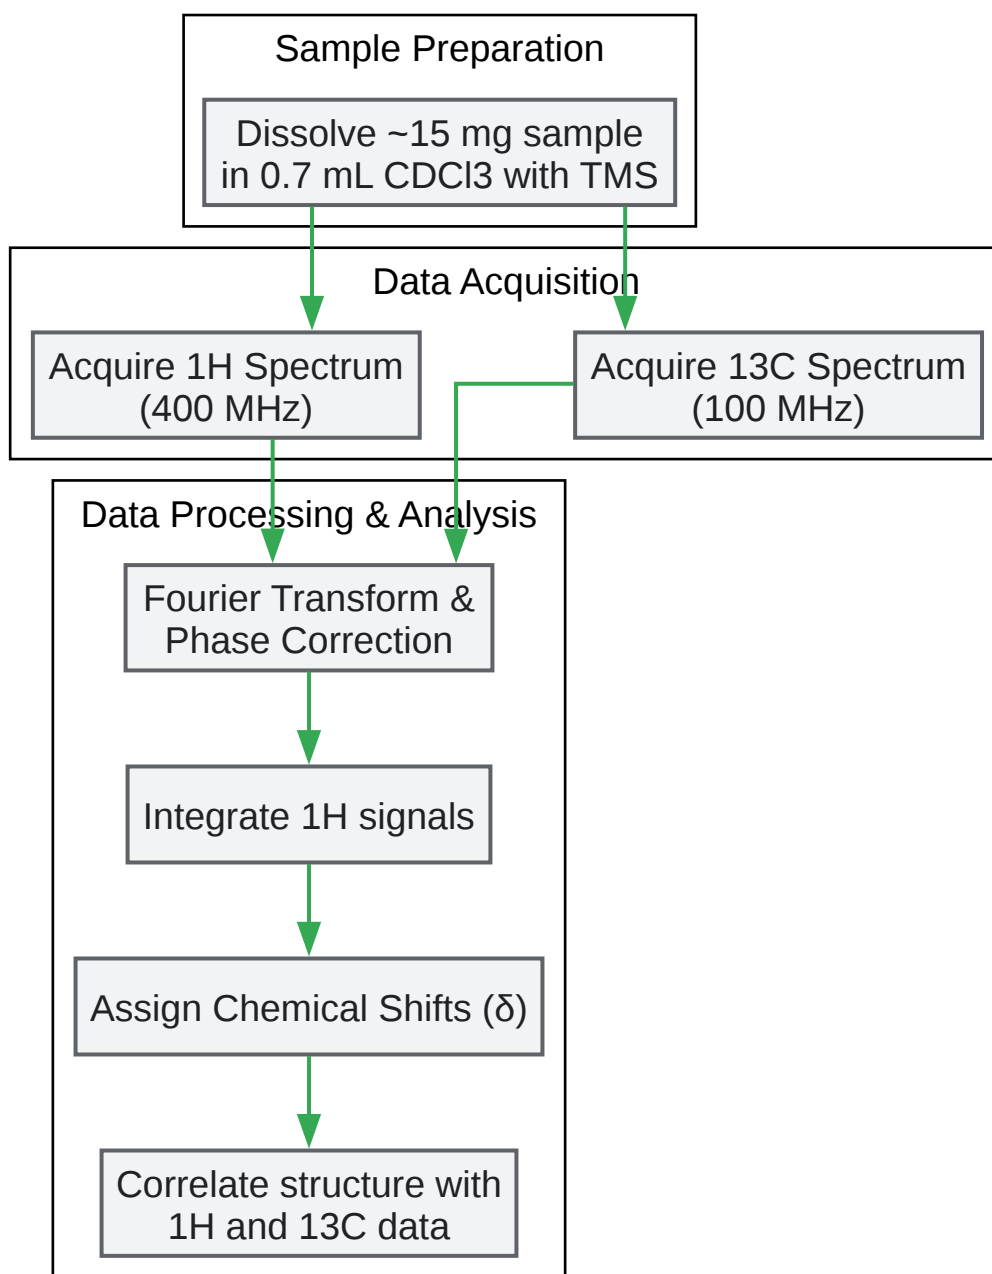 Sample Preparation
Dissolve ~15 mg sample
in 0.7 mL CDCl3 with TMS
Data Acquisition
Acquire 1H Spectrum
(400 MHz)
Acquire 13C Spectrum
(100 MHz)
Data Processing & Analysis
Fourier Transform &
Phase Correction
Integrate 1H signals
Assign Chemical Shifts (δ)
Correlate structure with
1H and 13C data